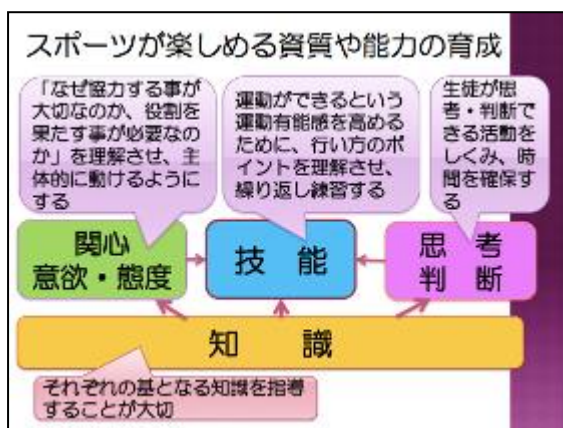 スポーツが楽しめる資質や能力の育成
「なぜ協力する事が
大切なのか、役割を
果たす事が必要なの
か」を理解させ、主
体的に動けるように
する
運動ができるという
運動有能感を高める
ために、行い方のポ
イントを理解させ、
繰り返し練習する
生徒が思
考・判断で
きる活動を
しくみ、時
間を確保す
る
関心
意欲・態度
技 能
思 考
判 断
知 識
それぞれの基となる知識を指導
することが大切